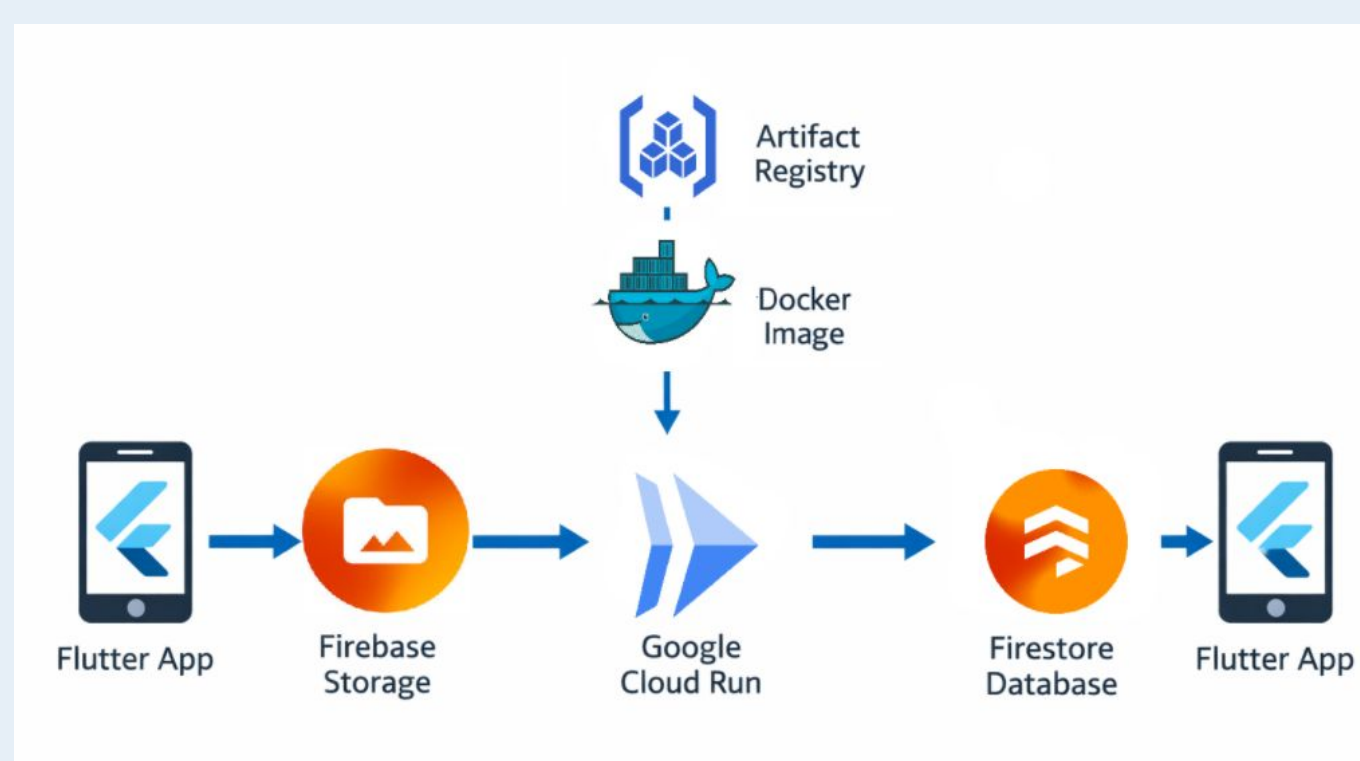 Artifact
Registry
Docker
Image
Flutter App
Firebase
Storage
Google
Cloud Run
Firestore
Database
Flutter App